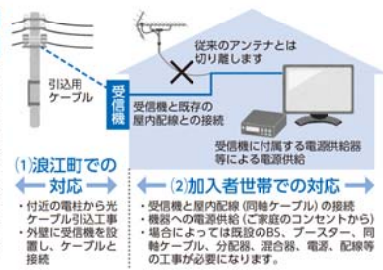 従来のアンテナとは
切り離します
引込用
ケーブル
受信機
受信機と既存の
屋内配線との接続
受信機に付属する電源供給器
等による電源供給
(1)浪江町での
対応
・付近の電柱から光
ケーブル引込工事
・外壁に受信機を設
置し、ケーブルと
接続
(2)加入者世帯での対応
・受信機と屋内配線(同軸ケーブル)の接続
・機器への電源供給(ご家庭のコンセントから)
・場合によっては既設のBS、ブースター、同
軸ケーブル、分配器、混合器、電源、配線等
の工事が必要になります。